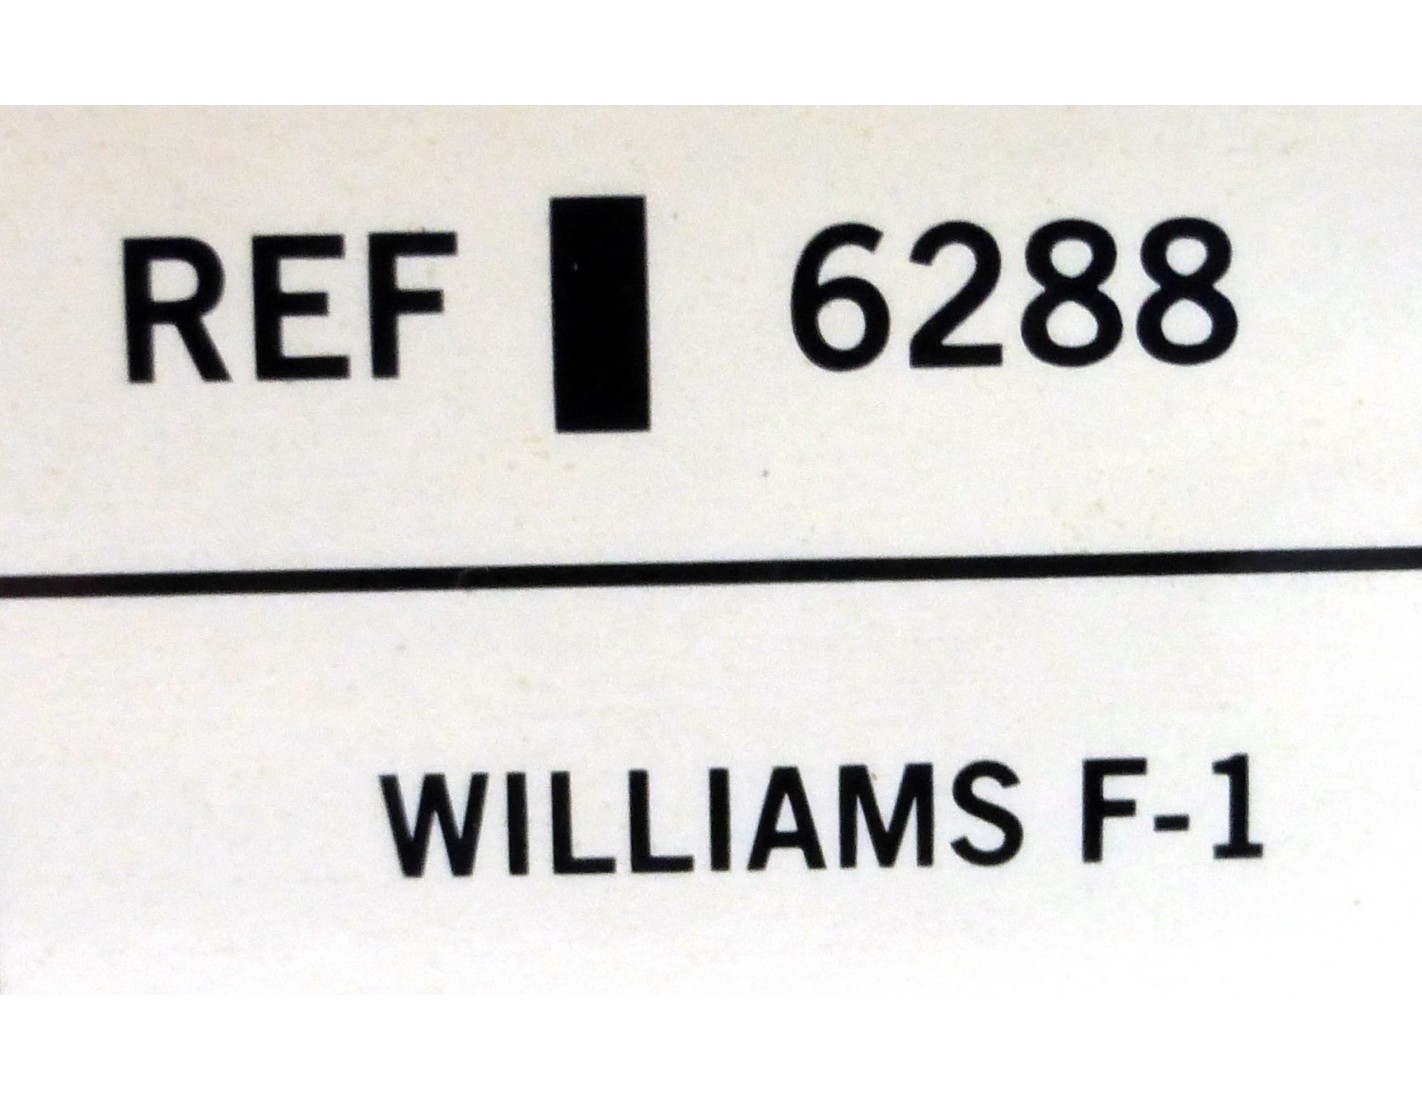 REF 6288
WILLIAMS F-1